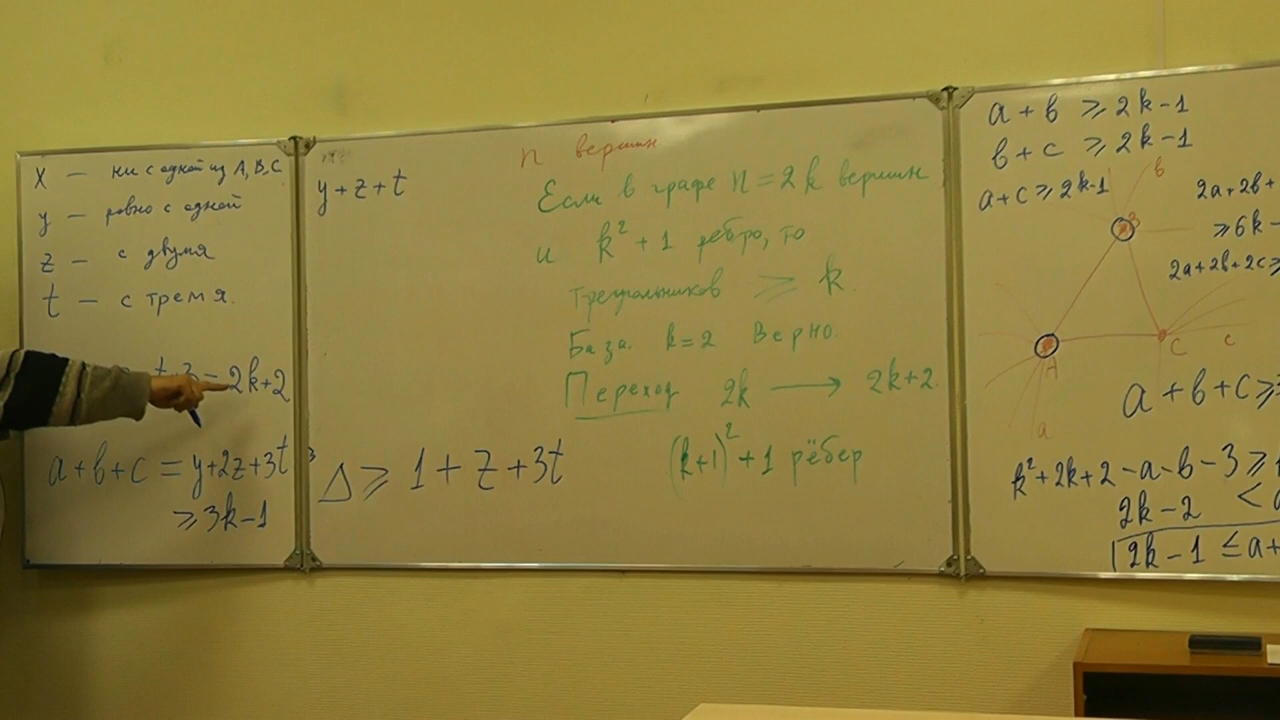 x — ни с одной из A, B, C
y — ровно с одной
z — с двумя
t — с тремя.
t + 3 = 2k+2
a + b + c = y+2z+3t
≥ 3k-1
y + z + t
Δ ≥ 1 + z + 3t
n вершин
Если в графе n = 2k вершин
и k² + 1 ребро, то
треугольников ≥ k.
База. k = 2 Верно.
Переход 2k → 2k+2.
(k+1)² + 1 рёбер
a + b ≥ 2k-1
b + c ≥ 2k-1
a + c ≥ 2k-1
2a + 2b +
≥ 6k -
2a + 2b + 2c ≥
b
B
A
C
c
a
a + b + c ≥
k² + 2k + 2 - a - b - 3 ≥
2k - 2 <
2k - 1 ≤ a +